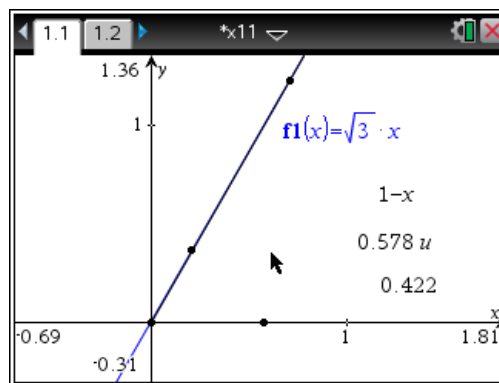 1.1 1.2 *x11
1.36 y
1
f1(x)=√3 · x
1-x
0.578 u
0.422
x
-0.69 1 1.81
-0.31